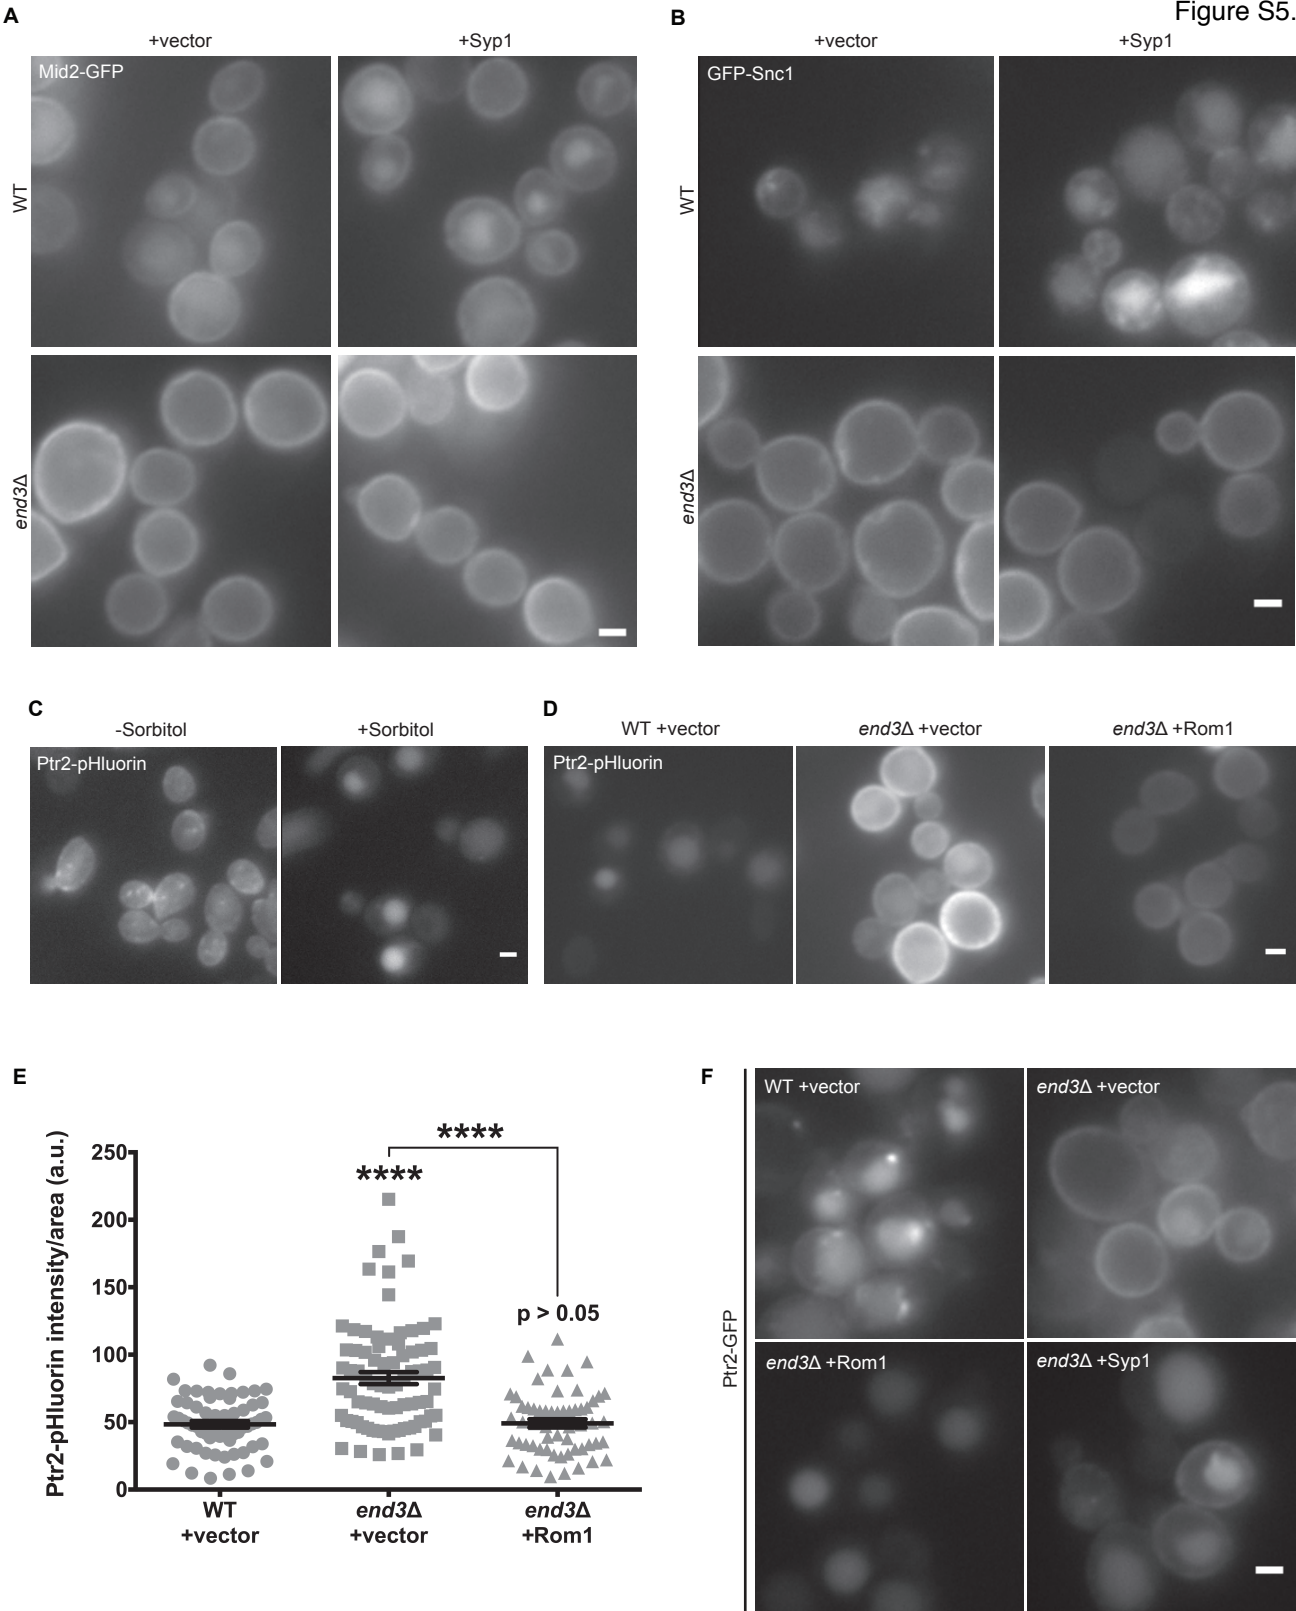 Figure S5.
A
+vector
+Syp1
Mid2-GFP
WT
end3Δ
B
+vector
+Syp1
GFP-Snc1
WT
end3Δ
C
-Sorbitol
+Sorbitol
Ptr2-pHluorin
D
WT +vector
end3Δ +vector
end3Δ +Rom1
Ptr2-pHluorin
E
Ptr2-pHluorin intensity/area (a.u.)
250
200
150
100
50
0
****
****
p > 0.05
WT
+vector
end3Δ
+vector
end3Δ
+Rom1
F
Ptr2-GFP
WT +vector
end3Δ +vector
end3Δ +Rom1
end3Δ +Syp1